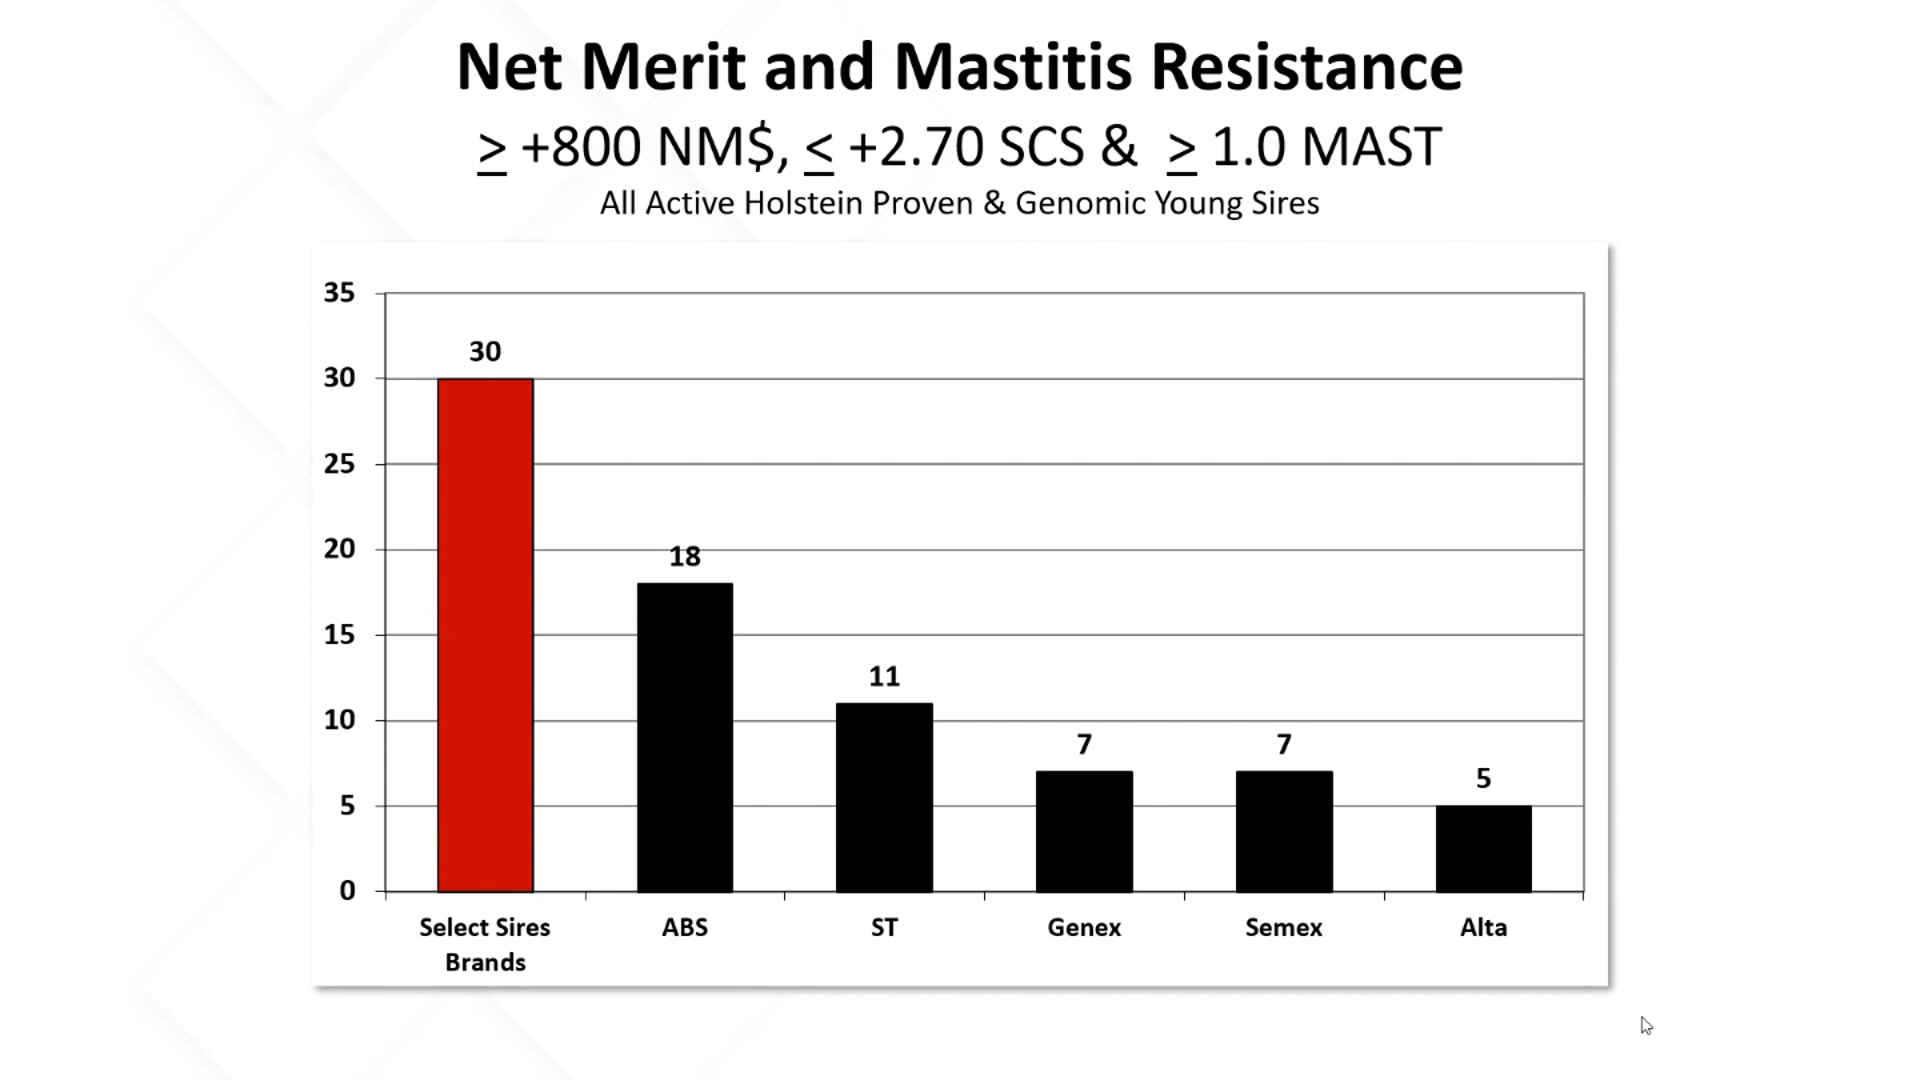 Net Merit and Mastitis Resistance
≥ +800 NM$, ≤ +2.70 SCS & ≥ 1.0 MAST
All Active Holstein Proven & Genomic Young Sires
35
30
25
20
15
10
5
0
30
18
11
7
7
5
Select Sires Brands
ABS
ST
Genex
Semex
Alta